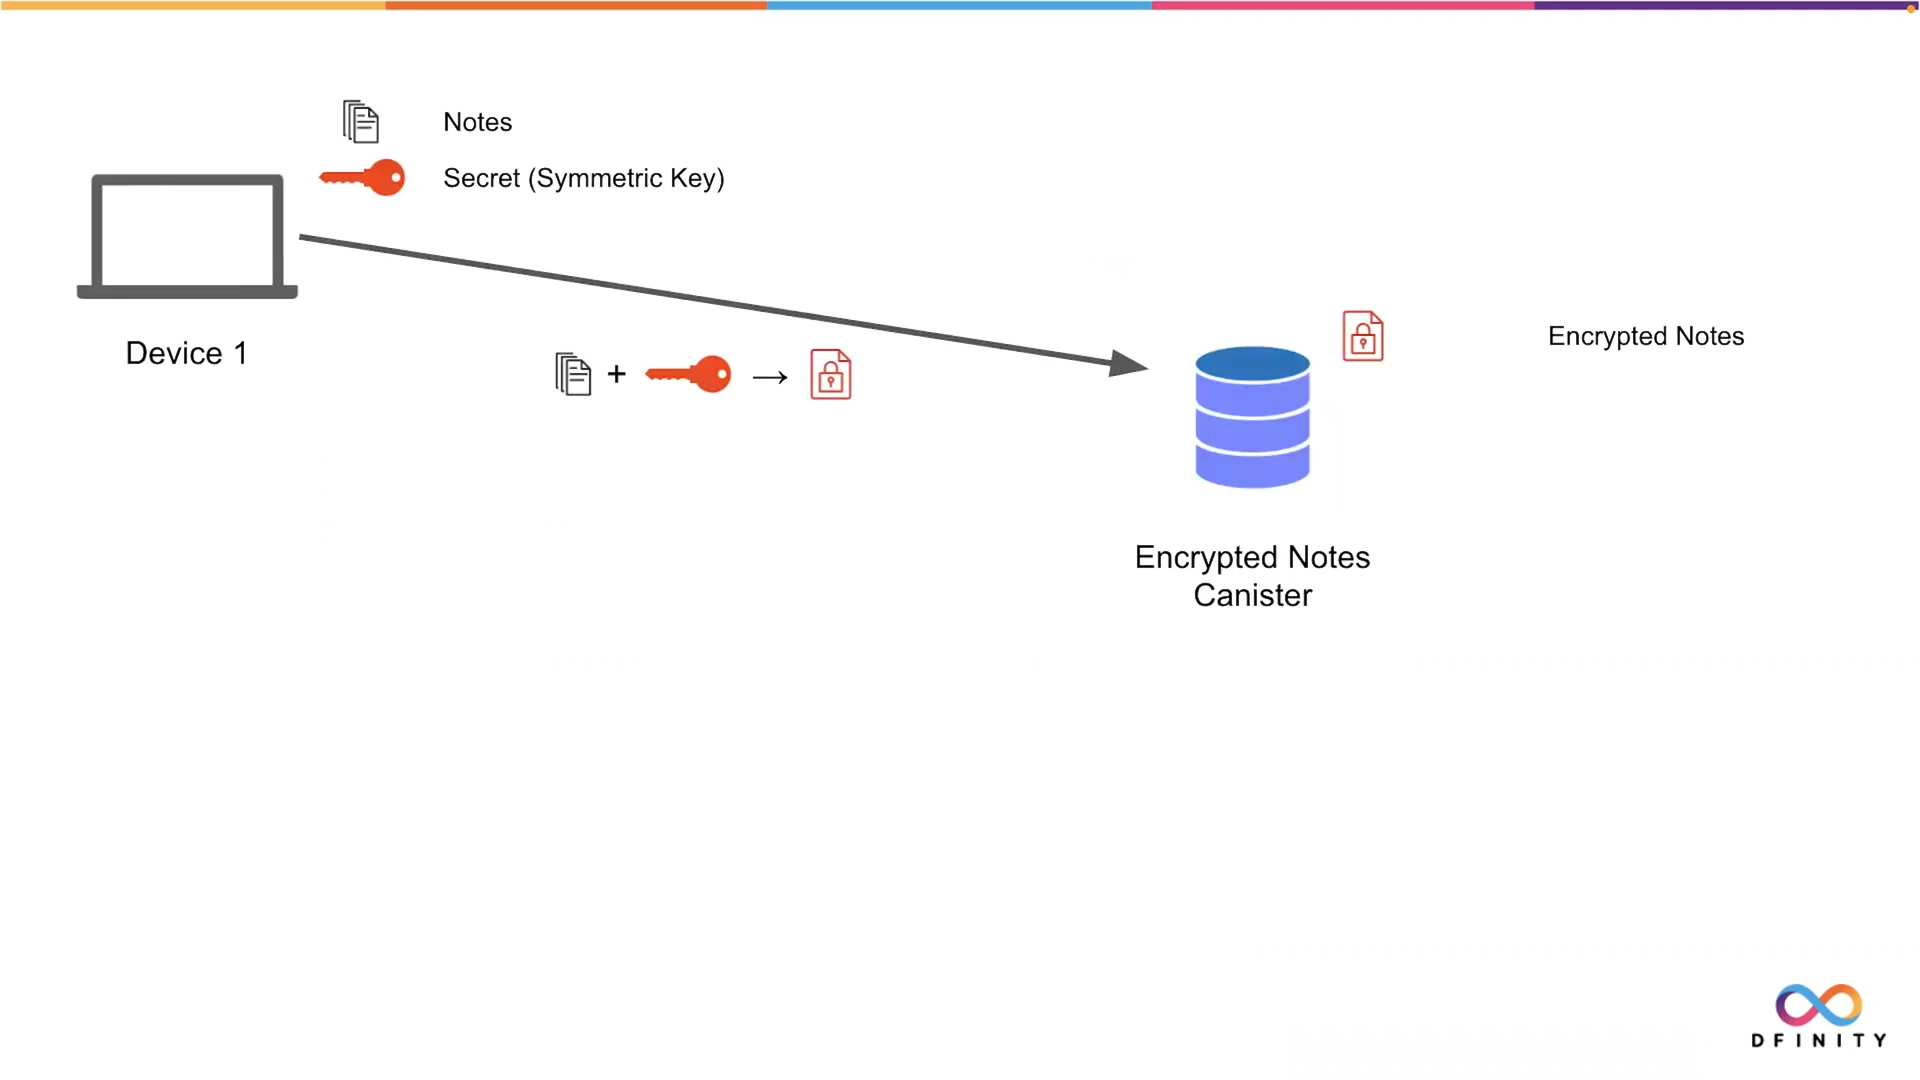 Notes
Secret (Symmetric Key)
Device 1
+
→
Encrypted Notes
Encrypted Notes
Canister
DFINITY